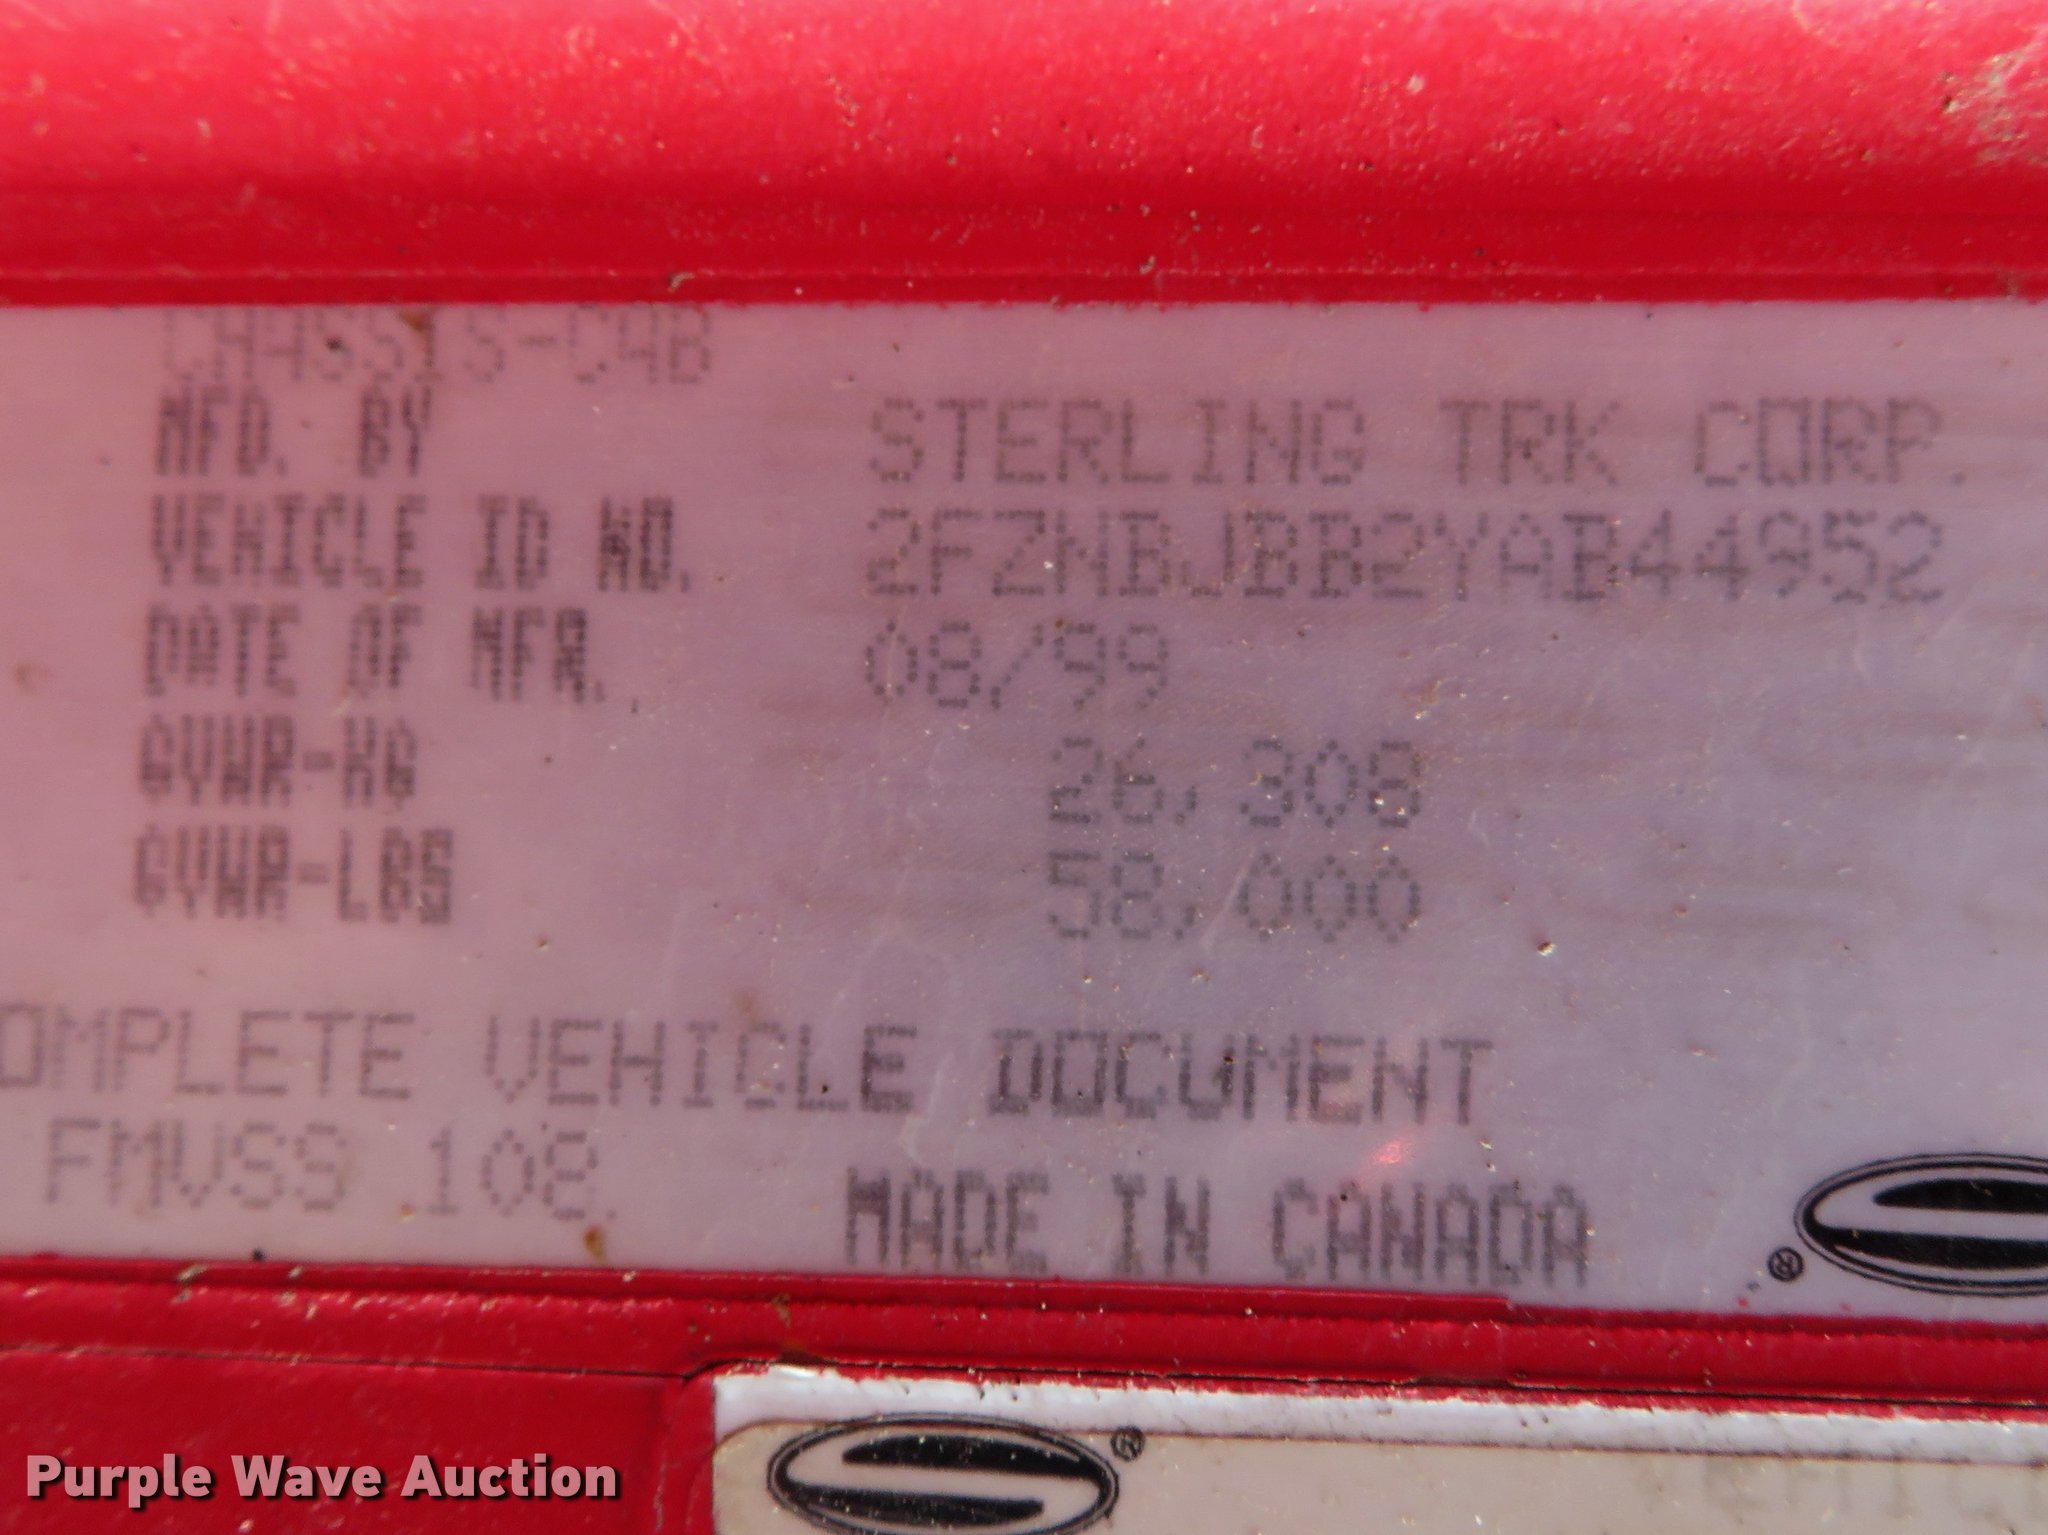 CHASSIS-CAB
MFD. BY STERLING TRK CORP.
VEHICLE ID NO. 2FZNBJBB2YAB44952
DATE OF MFR. 08/99
GVWR-KG 26,308
GVWR-LBS 58,000
OMPLETE VEHICLE DOCUMENT
FMVSS 108.
MADE IN CANADA
®
®
Purple Wave Auction